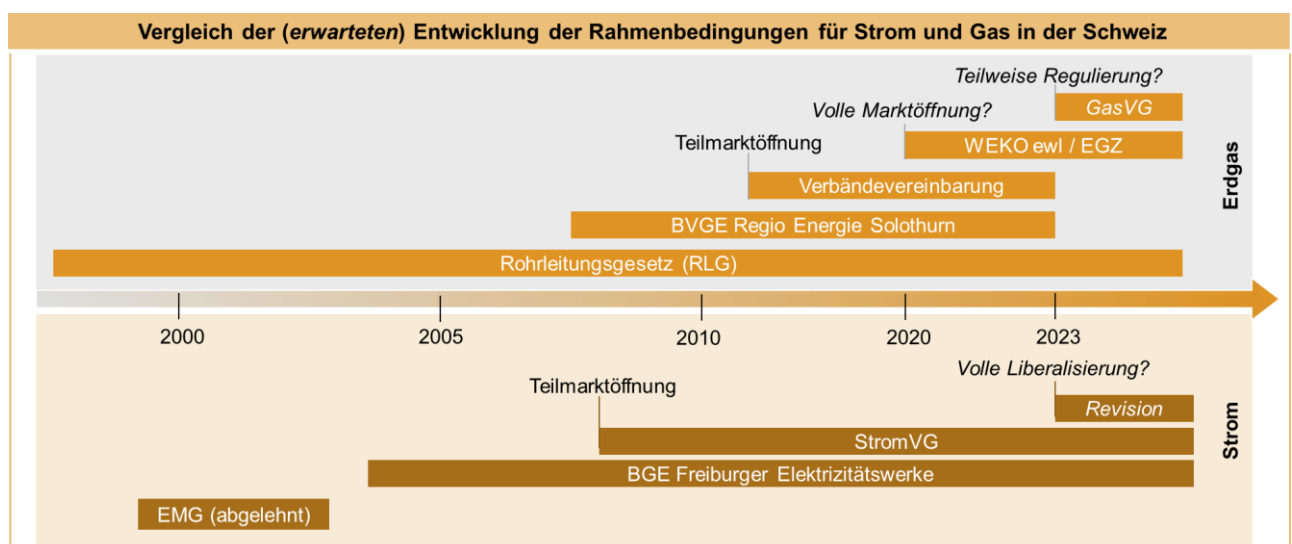 Vergleich der (erwarteten) Entwicklung der Rahmenbedingungen für Strom und Gas in der Schweiz
Teilweise Regulierung?
GasVG
Volle Marktöffnung?
WEKO ewl / EGZ
Teilmarktöffnung
Verbändevereinbarung
BVGE Regio Energie Solothurn
Rohrleitungsgesetz (RLG)
Erdgas
2000 2005 2010 2020 2023
Volle Liberalisierung?
Teilmarktöffnung
Revision
StromVG
BGE Freiburger Elektrizitätswerke
EMG (abgelehnt)
Strom